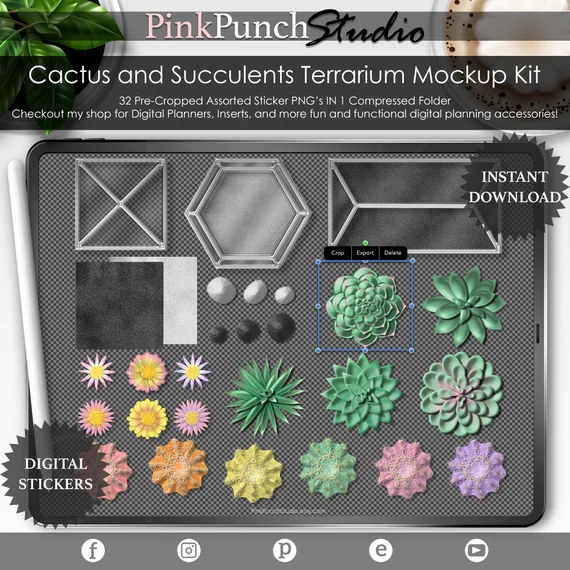 PinkPunchStudio
Cactus and Succulents Terrarium Mockup Kit
32 Pre-Cropped Assorted Sticker PNG's IN 1 Compressed Folder
Checkout my shop for Digital Planners, Inserts, and more fun and functional digital planning accessories!
INSTANT
DOWNLOAD
Crop Export Delete
DIGITAL
STICKERS
PinkPunchStudio.etsy.com